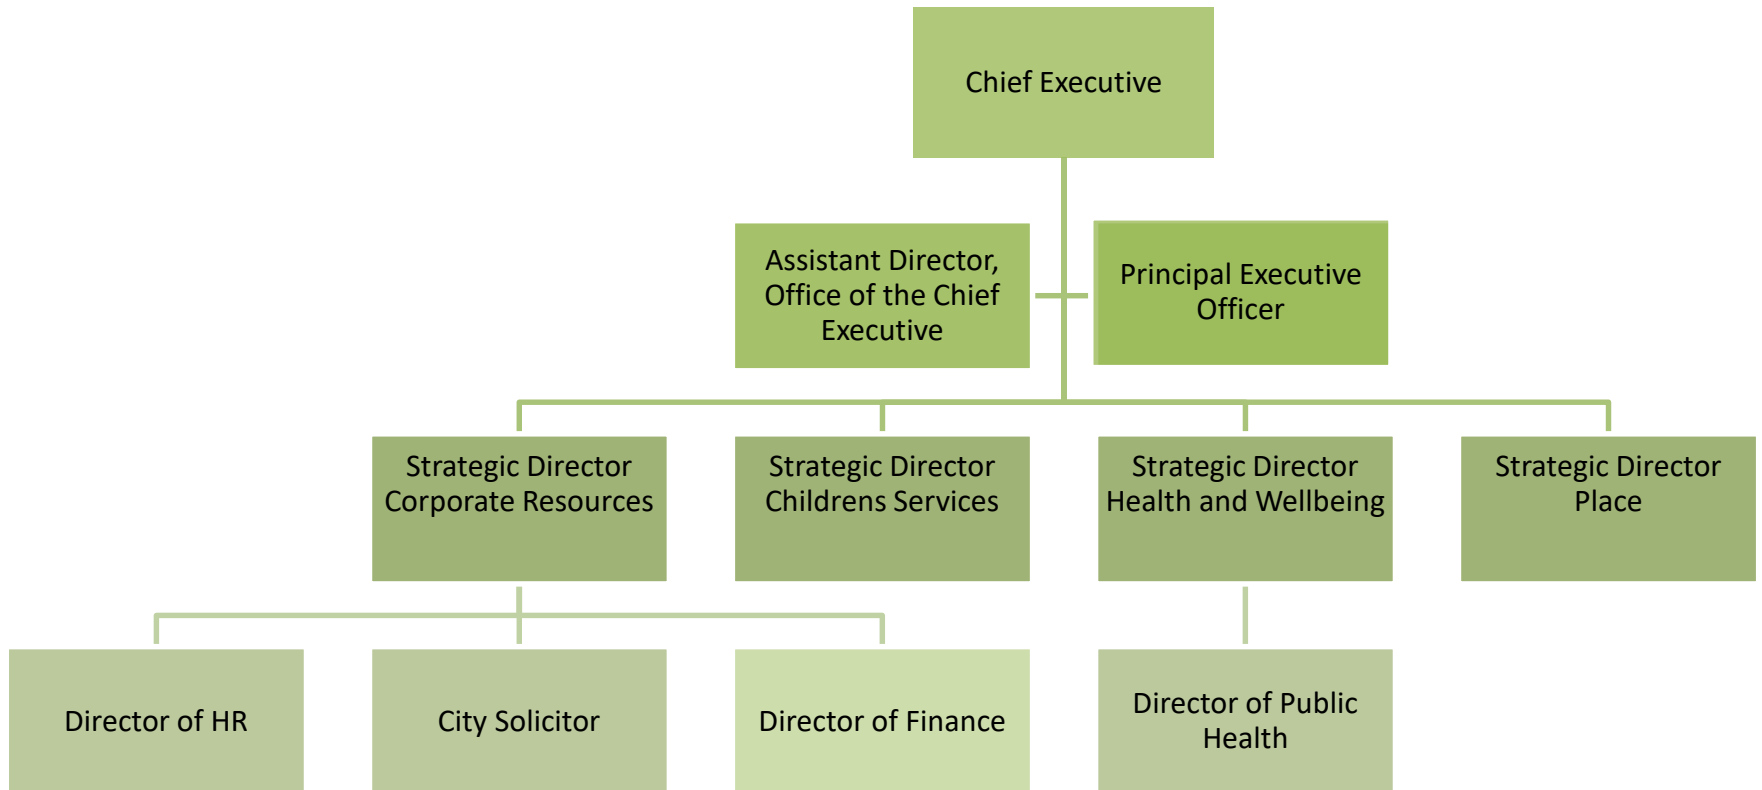 Chief Executive
Assistant Director,
Office of the Chief
Executive
Principal Executive
Officer
Strategic Director
Corporate Resources
Strategic Director
Childrens Services
Strategic Director
Health and Wellbeing
Strategic Director
Place
Director of HR
City Solicitor
Director of Finance
Director of Public
Health